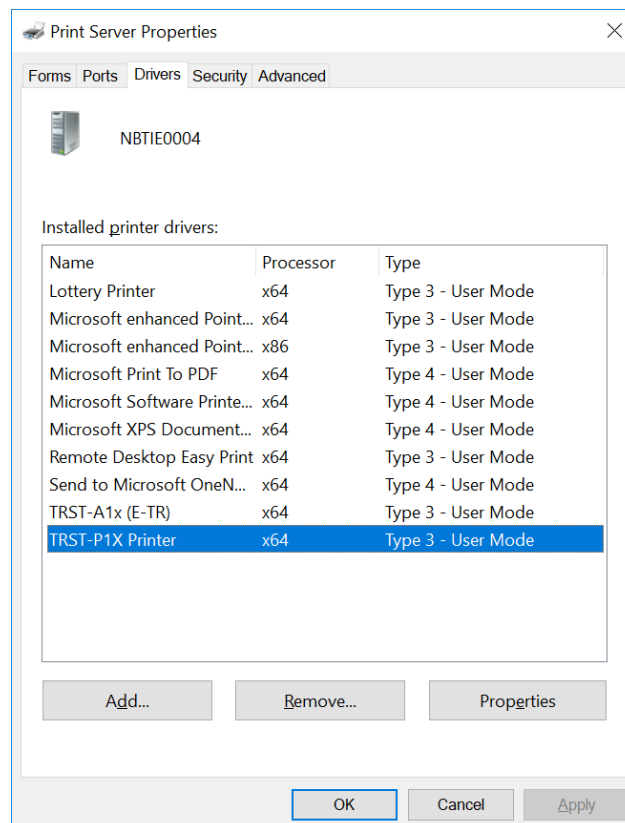 Print Server Properties
Forms Ports Drivers Security Advanced
NBTIE0004
Installed printer drivers:
Name Processor Type
Lottery Printer x64 Type 3 - User Mode
Microsoft enhanced Point... x64 Type 3 - User Mode
Microsoft enhanced Point... x86 Type 3 - User Mode
Microsoft Print To PDF x64 Type 4 - User Mode
Microsoft Software Printe... x64 Type 4 - User Mode
Microsoft XPS Document... x64 Type 4 - User Mode
Remote Desktop Easy Print x64 Type 3 - User Mode
Send to Microsoft OneN... x64 Type 4 - User Mode
TRST-A1x (E-TR) x64 Type 3 - User Mode
TRST-P1X Printer x64 Type 3 - User Mode
Add... Remove... Properties
OK Cancel Apply